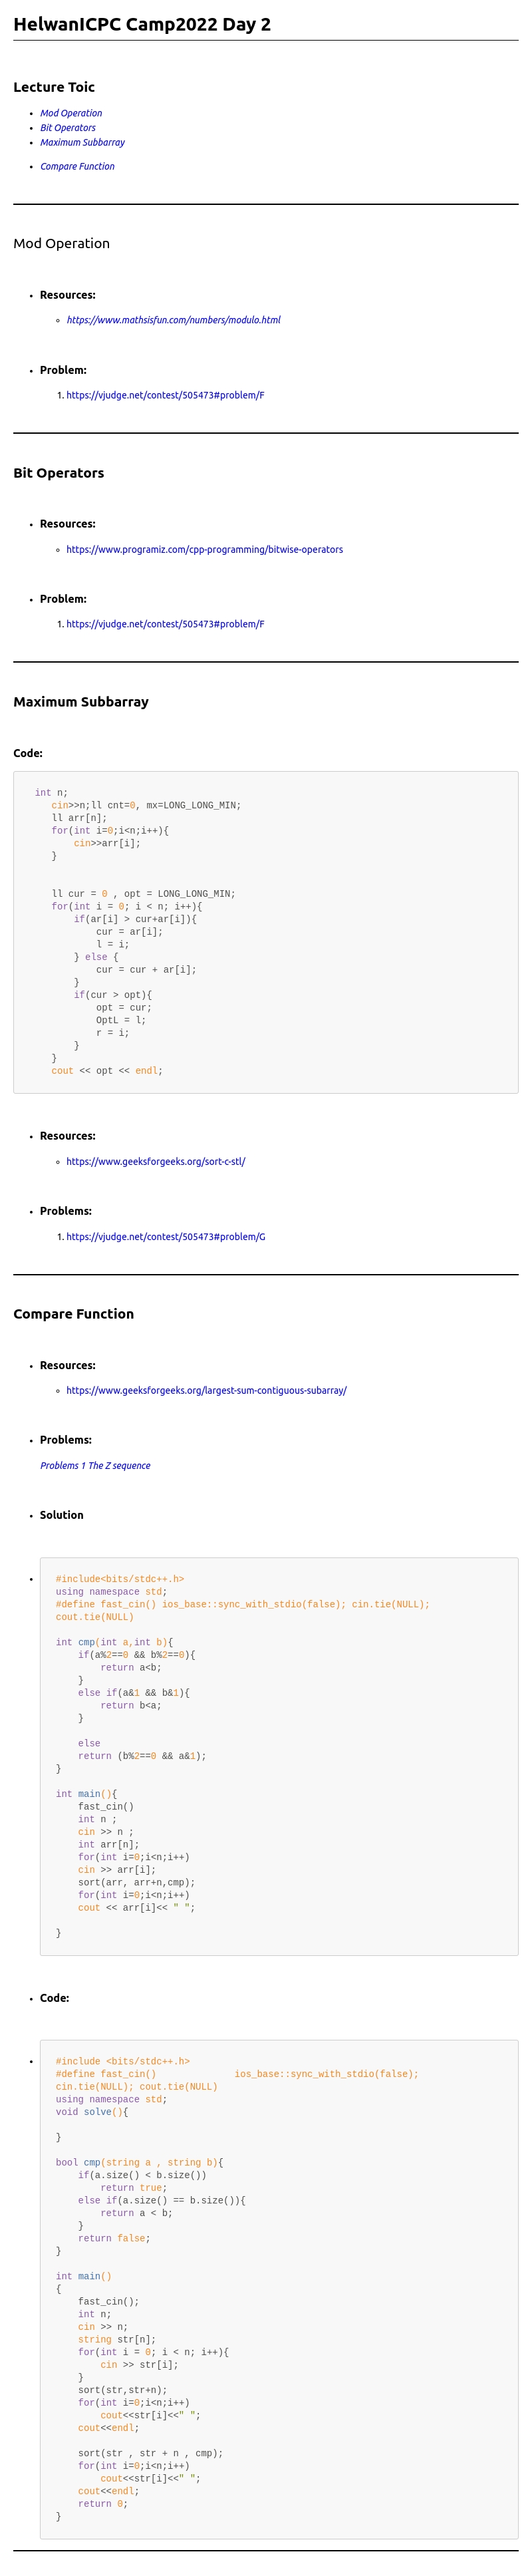 HelwanICPC Camp2022 Day 2
Lecture Toic
• Mod Operation
• Bit Operators
• Maximum Subbarray
• Compare Function
Mod Operation
• Resources:
◦ https://www.mathsisfun.com/numbers/modulo.html
• Problem:
1. https://vjudge.net/contest/505473#problem/F
Bit Operators
• Resources:
◦ https://www.programiz.com/cpp-programming/bitwise-operators
• Problem:
1. https://vjudge.net/contest/505473#problem/F
Maximum Subbarray
Code:
int n;
   cin>>n;ll cnt=0, mx=LONG_LONG_MIN;
   ll arr[n];
   for(int i=0;i<n;i++){
       cin>>arr[i];
   }
   ll cur = 0 , opt = LONG_LONG_MIN;
   for(int i = 0; i < n; i++){
       if(ar[i] > cur+ar[i]){
           cur = ar[i];
           l = i;
       } else {
           cur = cur + ar[i];
       }
       if(cur > opt){
           opt = cur;
           OptL = l;
           r = i;
       }
   }
   cout << opt << endl;
• Resources:
◦ https://www.geeksforgeeks.org/sort-c-stl/
• Problems:
1. https://vjudge.net/contest/505473#problem/G
Compare Function
• Resources:
◦ https://www.geeksforgeeks.org/largest-sum-contiguous-subarray/
• Problems:
Problems 1 The Z sequence
• Solution
• #include<bits/stdc++.h>
using namespace std;
#define fast_cin() ios_base::sync_with_stdio(false); cin.tie(NULL);
cout.tie(NULL)
int cmp(int a,int b){
    if(a%2==0 && b%2==0){
        return a<b;
    }
    else if(a&1 && b&1){
        return b<a;
    }
    else
    return (b%2==0 && a&1);
}
int main(){
    fast_cin()
    int n ;
    cin >> n ;
    int arr[n];
    for(int i=0;i<n;i++)
    cin >> arr[i];
    sort(arr, arr+n,cmp);
    for(int i=0;i<n;i++)
    cout << arr[i]<< " ";
}
• Code:
• #include <bits/stdc++.h>
#define fast_cin()              ios_base::sync_with_stdio(false);
cin.tie(NULL); cout.tie(NULL)
using namespace std;
void solve(){
}
bool cmp(string a , string b){
    if(a.size() < b.size())
        return true;
    else if(a.size() == b.size()){
        return a < b;
    }
    return false;
}
int main()
{
    fast_cin();
    int n;
    cin >> n;
    string str[n];
    for(int i = 0; i < n; i++){
        cin >> str[i];
    }
    sort(str,str+n);
    for(int i=0;i<n;i++)
        cout<<str[i]<<" ";
    cout<<endl;
    sort(str , str + n , cmp);
    for(int i=0;i<n;i++)
        cout<<str[i]<<" ";
    cout<<endl;
    return 0;
}